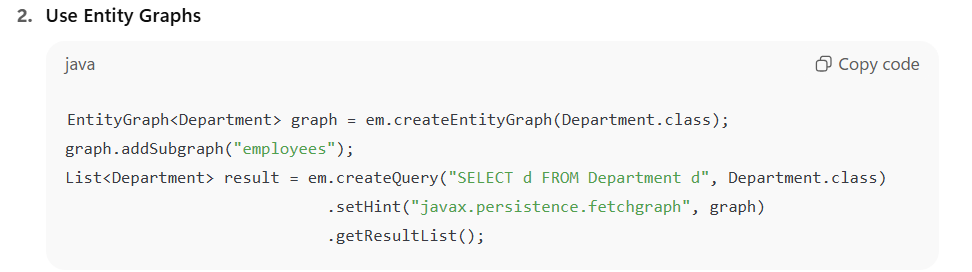 2. Use Entity Graphs
java
Copy code
EntityGraph<Department> graph = em.createEntityGraph(Department.class);
graph.addSubgraph("employees");
List<Department> result = em.createQuery("SELECT d FROM Department d", Department.class)
.setHint("javax.persistence.fetchgraph", graph)
.getResultList();